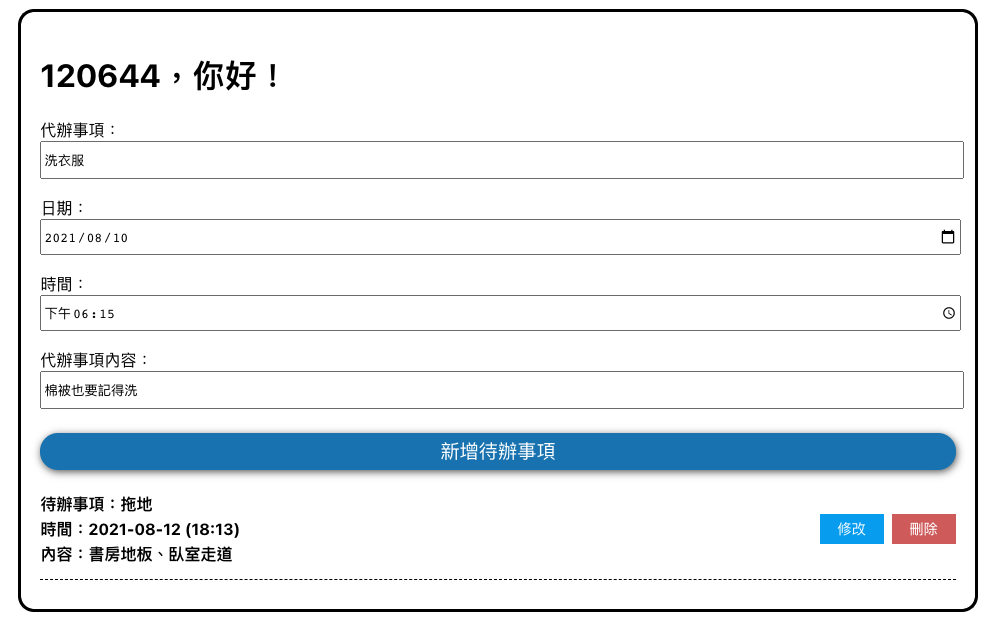 120644，你好！
代辦事項：
洗衣服
日期：
2021/08/10
時間：
下午 06:15
代辦事項內容：
棉被也要記得洗
新增待辦事項
待辦事項：拖地
時間：2021-08-12 (18:13)
修改 刪除
內容：書房地板、臥室走道